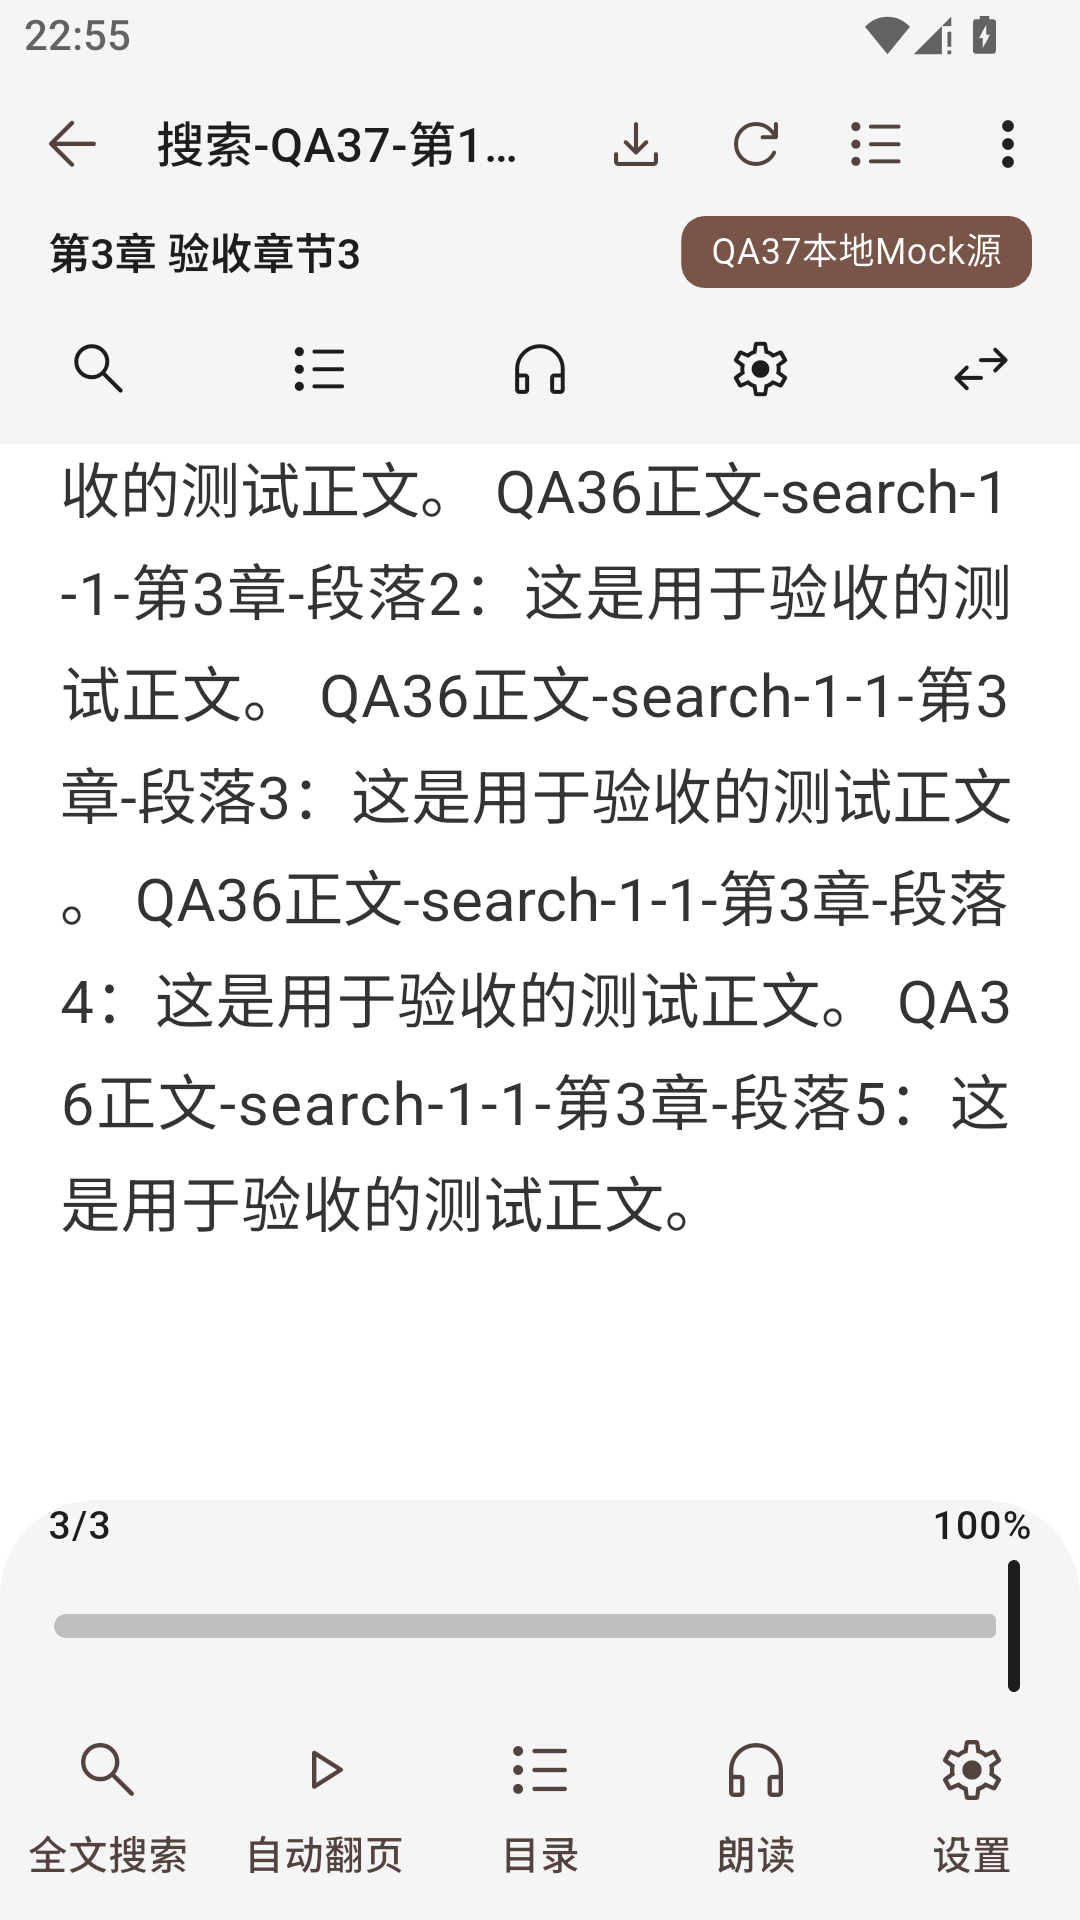 22:55
搜索-QA37-第1...
第3章 验收章节3
QA37本地Mock源
收的测试正文。 QA36正文-search-1
-1-第3章-段落2：这是用于验收的测
试正文。 QA36正文-search-1-1-第3
章-段落3：这是用于验收的测试正文
。 QA36正文-search-1-1-第3章-段落
4：这是用于验收的测试正文。 QA3
6正文-search-1-1-第3章-段落5：这
是用于验收的测试正文。
3/3
100%
全文搜索
自动翻页
目录
朗读
设置